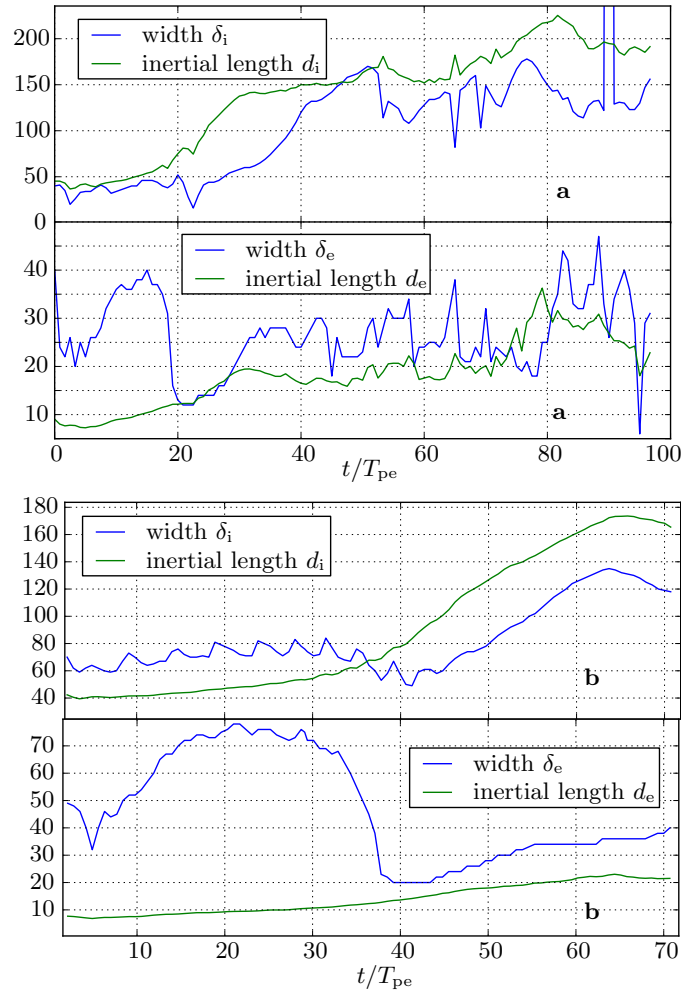 200
150
100
50
0
width δi
inertial length di
a
40
30
20
10
width δe
inertial length de
a
0 20 40 60 80 100
t/Tpe
180
160
140
120
100
80
60
40
width δi
inertial length di
b
70
60
50
40
30
20
10
width δe
inertial length de
b
10 20 30 40 50 60 70
t/Tpe